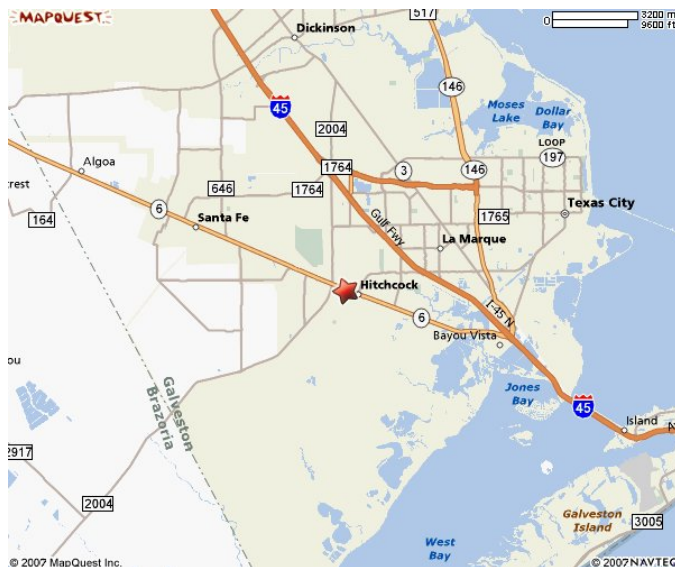 MAPQUEST
517
0 3200 m
9600 ft
Dickinson
146
45
Moses
Lake
Dollar
Bay
2004
LOOP
197
Algoa
1764
3
146
crest
646
1764
164
6
Santa Fe
1765
Texas City
Gulf Fwy
La Marque
Hitchcock
6
I-45 N
Bayou Vista
ou
Galveston
Brazoria
Jones
Bay
45
Island
N
2917
2004
Galveston
Island
3005
West
Bay
© 2007 MapQuest Inc.
© 2007 NAVTEQ